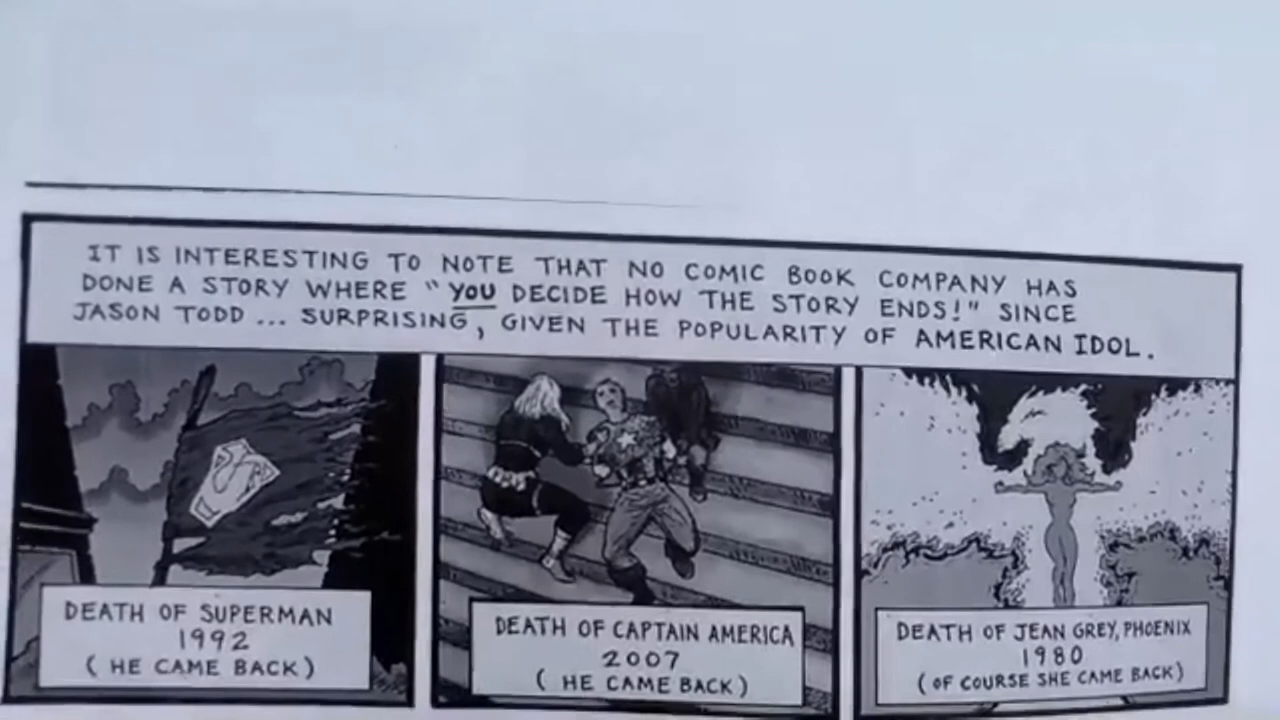 IT IS INTERESTING TO NOTE THAT NO COMIC BOOK COMPANY HAS
DONE A STORY WHERE "YOU DECIDE HOW THE STORY ENDS!" SINCE
JASON TODD... SURPRISING, GIVEN THE POPULARITY OF AMERICAN IDOL.
DEATH OF SUPERMAN
1992
(HE CAME BACK)
DEATH OF CAPTAIN AMERICA
2007
(HE CAME BACK)
DEATH OF JEAN GREY, PHOENIX
1980
(OF COURSE SHE CAME BACK)